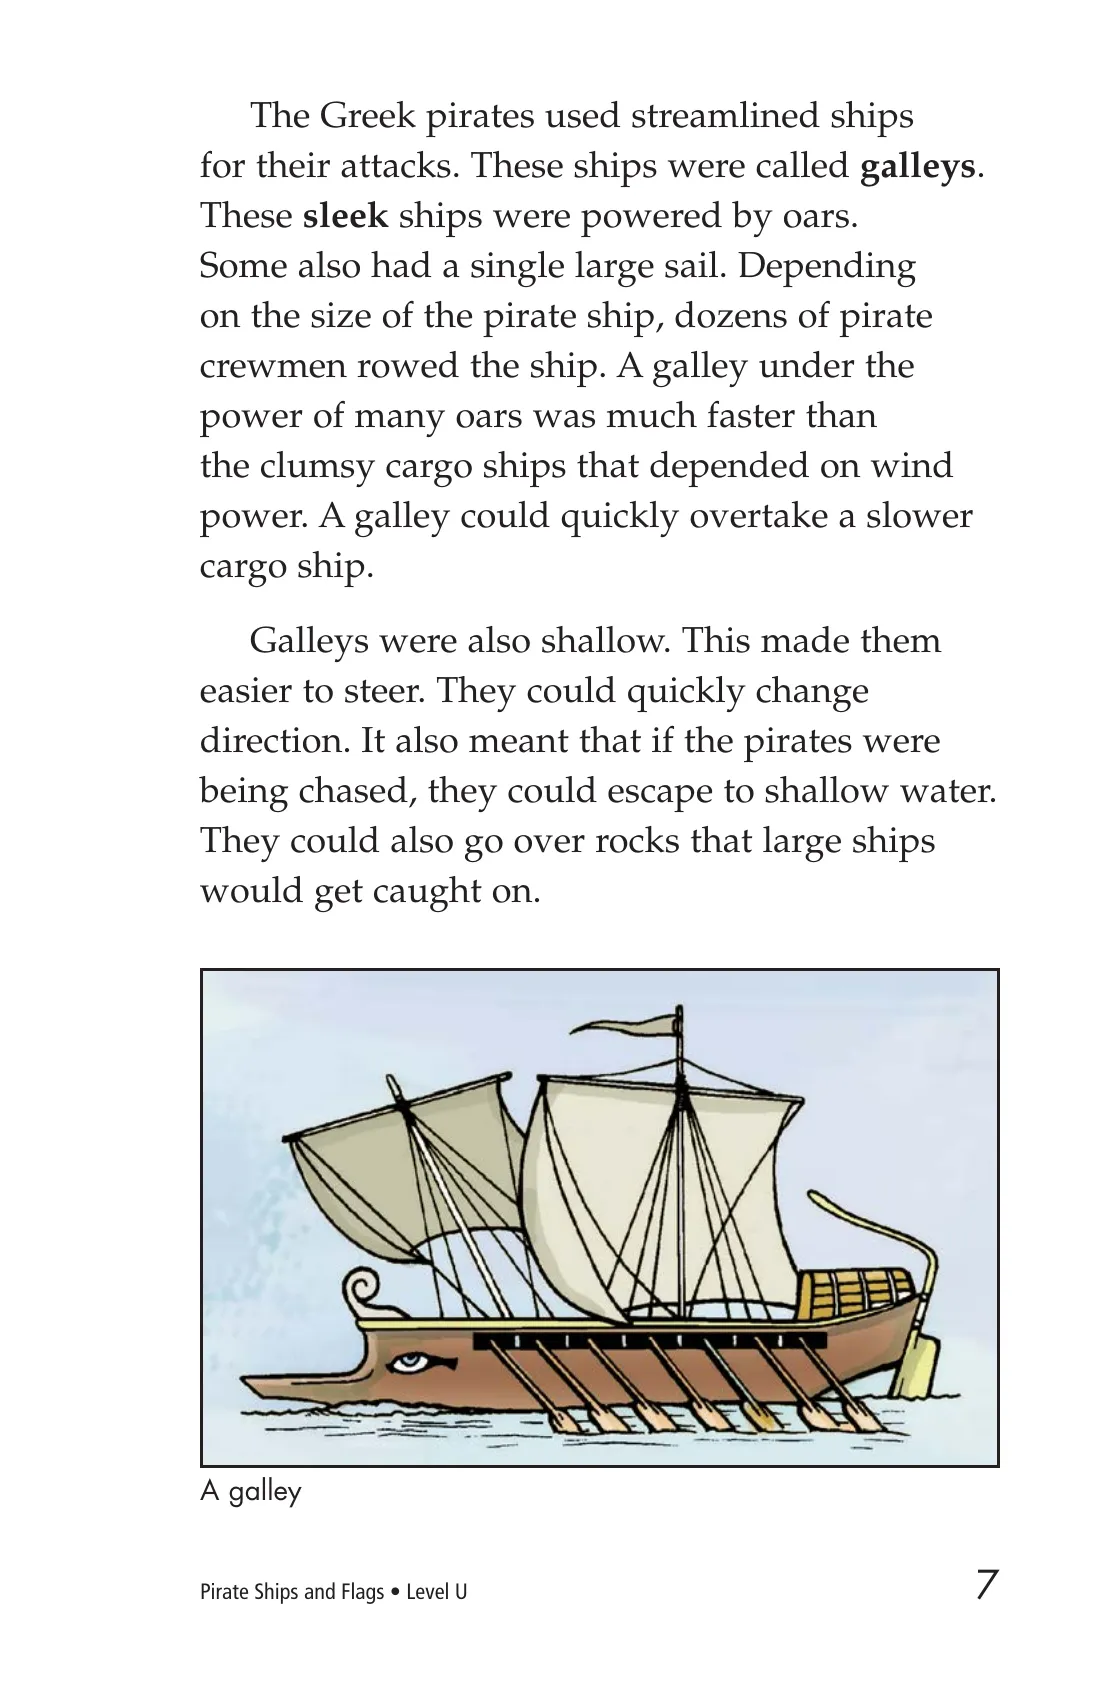 The Greek pirates used streamlined ships
for their attacks. These ships were called galleys.
These sleek ships were powered by oars.
Some also had a single large sail. Depending
on the size of the pirate ship, dozens of pirate
crewmen rowed the ship. A galley under the
power of many oars was much faster than
the clumsy cargo ships that depended on wind
power. A galley could quickly overtake a slower
cargo ship.
Galleys were also shallow. This made them
easier to steer. They could quickly change
direction. It also meant that if the pirates were
being chased, they could escape to shallow water.
They could also go over rocks that large ships
would get caught on.
A galley
Pirate Ships and Flags • Level U
7